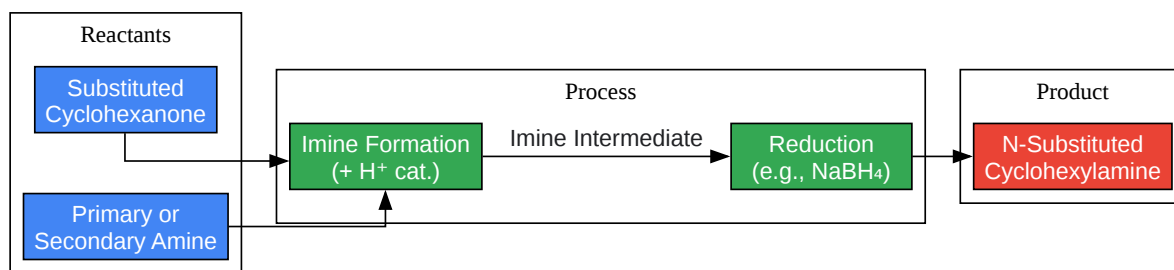 Reactants
Substituted
Cyclohexanone
Primary or
Secondary Amine
Process
Imine Formation
(+ H⁺ cat.)
Imine Intermediate
Reduction
(e.g., NaBH₄)
Product
N-Substituted
Cyclohexylamine